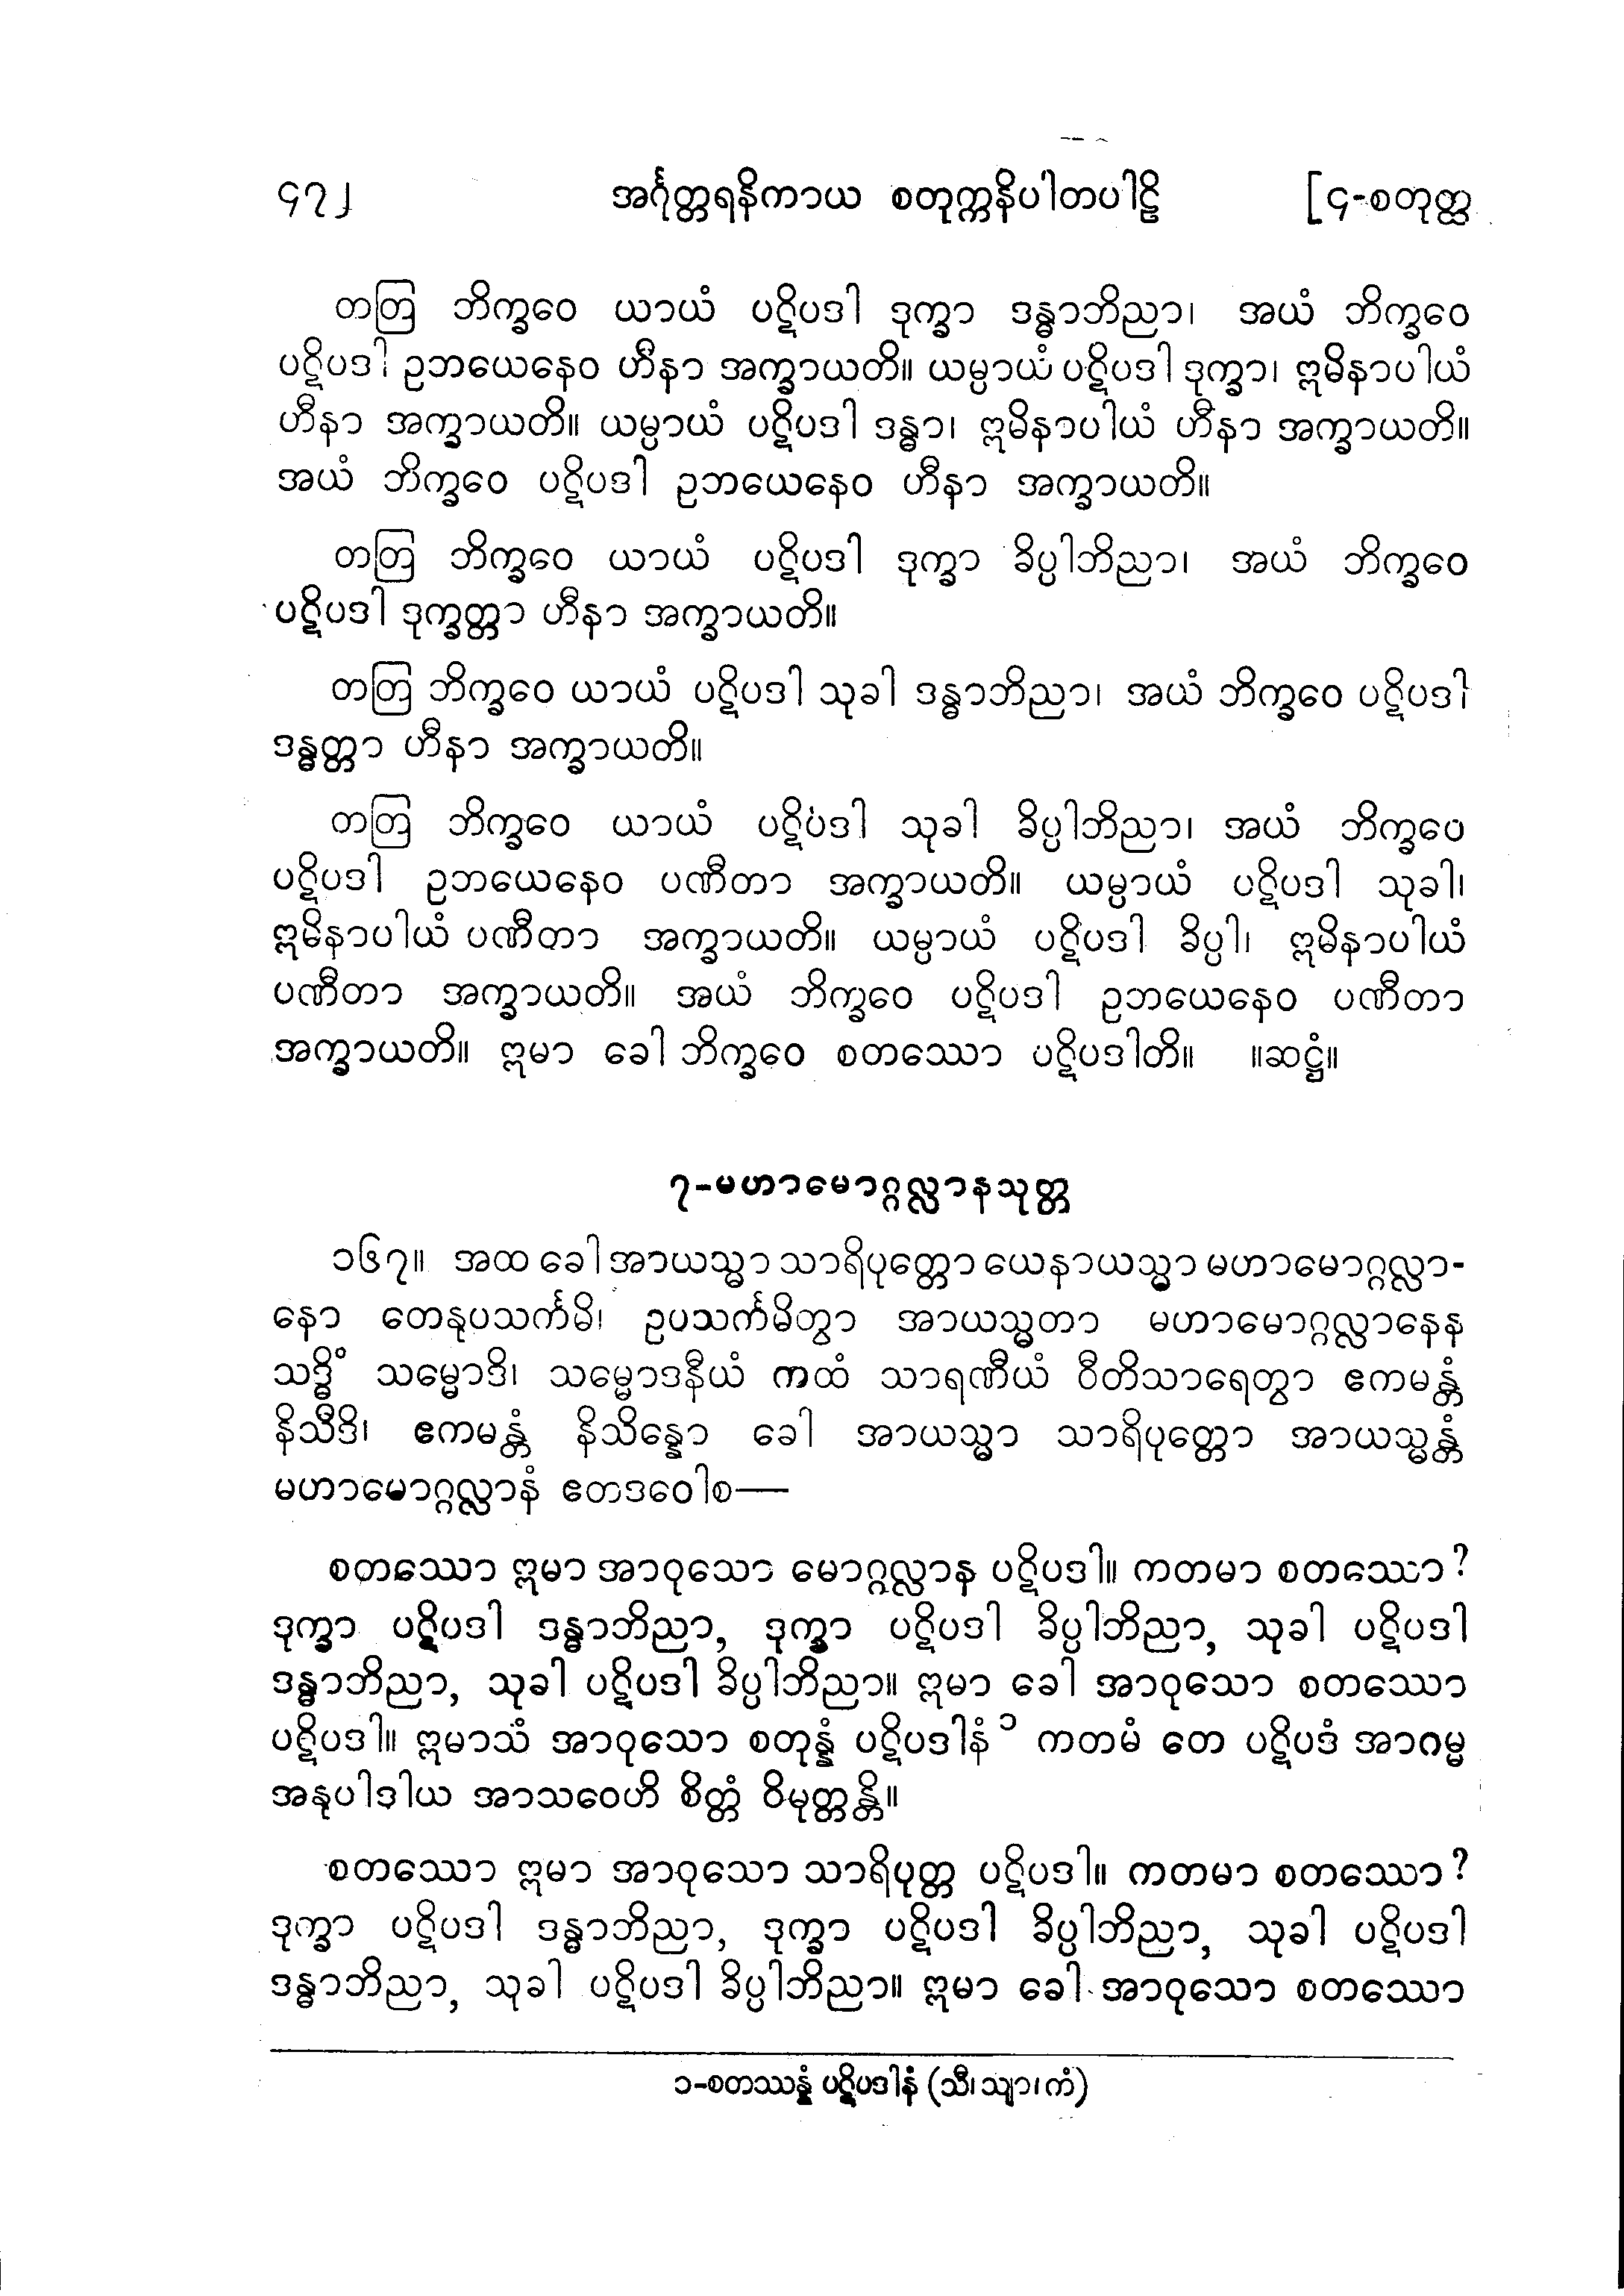 ၄၇၂ အင်္ဂုတ္တရနိကာယ စတုက္ကနိပါတပါဠိ [၄-စတုတ္ထ
တတြ ဘိက္ခဝေ ယာယံ ပဋိပဒါ ဒုက္ခာ ဒန္ဓာဘိညာ၊ အယံ ဘိက္ခဝေ
ပဋိပဒါ ဥဘယေနေဝ ဟီနာ အက္ခာယတိ။ ယမ္ပာယံ ပဋိပဒါ ဒုက္ခာ၊ ဣမိနာပါယံ
ဟီနာ အက္ခာယတိ။ ယမ္ပာယံ ပဋိပဒါ ဒန္ဓာ၊ ဣမိနာပါယံ ဟီနာ အက္ခာယတိ။
အယံ ဘိက္ခဝေ ပဋိပဒါ ဥဘယေနေဝ ဟီနာ အက္ခာယတိ။
တတြ ဘိက္ခဝေ ယာယံ ပဋိပဒါ ဒုက္ခာ ခိပ္ပါဘိညာ၊ အယံ ဘိက္ခဝေ
ပဋိပဒါ ဒုက္ခတ္တာ ဟီနာ အက္ခာယတိ။
တတြ ဘိက္ခဝေ ယာယံ ပဋိပဒါ သုခါ ဒန္ဓာဘိညာ၊ အယံ ဘိက္ခဝေ ပဋိပဒါ
ဒန္ဓတ္တာ ဟီနာ အက္ခာယတိ။
တတြ ဘိက္ခဝေ ယာယံ ပဋိပဒါ သုခါ ခိပ္ပါဘိညာ၊ အယံ ဘိက္ခဝေ
ပဋိပဒါ ဥဘယေနေဝ ပဏီတာ အက္ခာယတိ။ ယမ္ပာယံ ပဋိပဒါ သုခါ၊
ဣမိနာပါယံ ပဏီတာ အက္ခာယတိ။ ယမ္ပာယံ ပဋိပဒါ ခိပ္ပါ၊ ဣမိနာပါယံ
ပဏီတာ အက္ခာယတိ။ အယံ ဘိက္ခဝေ ပဋိပဒါ ဥဘယေနေဝ ပဏီတာ
အက္ခာယတိ။ ဣမာ ခေါ ဘိက္ခဝေ စတဿော ပဋိပဒါတိ။ ။ဆဋ္ဌံ။
၇-မဟာမောဂ္ဂလ္လာနသုတ္တ
၁၆၇။ အထ ခေါ အာယသ္မာ သာရိပုတ္တော ယေနာယသ္မာ မဟာမောဂ္ဂလ္လာ-
နော တေနုပသင်္ကမိ၊ ဥပသင်္ကမိတွာ အာယသ္မတာ မဟာမောဂ္ဂလ္လာနေန
သဒ္ဓိံ သမ္မောဒိ၊ သမ္မောဒနီယံ ကထံ သာရဏီယံ ဝီတိသာရေတွာ ဧကမန္တံ
နိသီဒိ၊ ဧကမန္တံ နိသိန္နော ခေါ အာယသ္မာ သာရိပုတ္တော အာယသ္မန္တံ
မဟာမောဂ္ဂလ္လာနံ ဧတဒဝေါစ—
စတဿော ဣမာ အာဝုသော မောဂ္ဂလ္လာန ပဋိပဒါ။ ကတမာ စတဿော?
ဒုက္ခာ ပဋိပဒါ ဒန္ဓာဘိညာ, ဒုက္ခာ ပဋိပဒါ ခိပ္ပါဘိညာ, သုခါ ပဋိပဒါ
ဒန္ဓာဘိညာ, သုခါ ပဋိပဒါ ခိပ္ပါဘိညာ။ ဣမာ ခေါ အာဝုသော စတဿော
ပဋိပဒါ။ ဣမာသံ အာဝုသော စတုန္နံ ပဋိပဒါနံ ၁ ကတမံ တေ ပဋိပဒံ အာဂမ္မ
အနုပါဒါယ အာသဝေဟိ စိတ္တံ ဝိမုတ္တန္တိ။
စတဿော ဣမာ အာဝုသော သာရိပုတ္တ ပဋိပဒါ။ ကတမာ စတဿော?
ဒုက္ခာ ပဋိပဒါ ဒန္ဓာဘိညာ, ဒုက္ခာ ပဋိပဒါ ခိပ္ပါဘိညာ, သုခါ ပဋိပဒါ
ဒန္ဓာဘိညာ, သုခါ ပဋိပဒါ ခိပ္ပါဘိညာ။ ဣမာ ခေါ အာဝုသော စတဿော
၁-စတဿန္နံ ပဋိပဒါနံ (သီ၊သျာ၊ကံ)